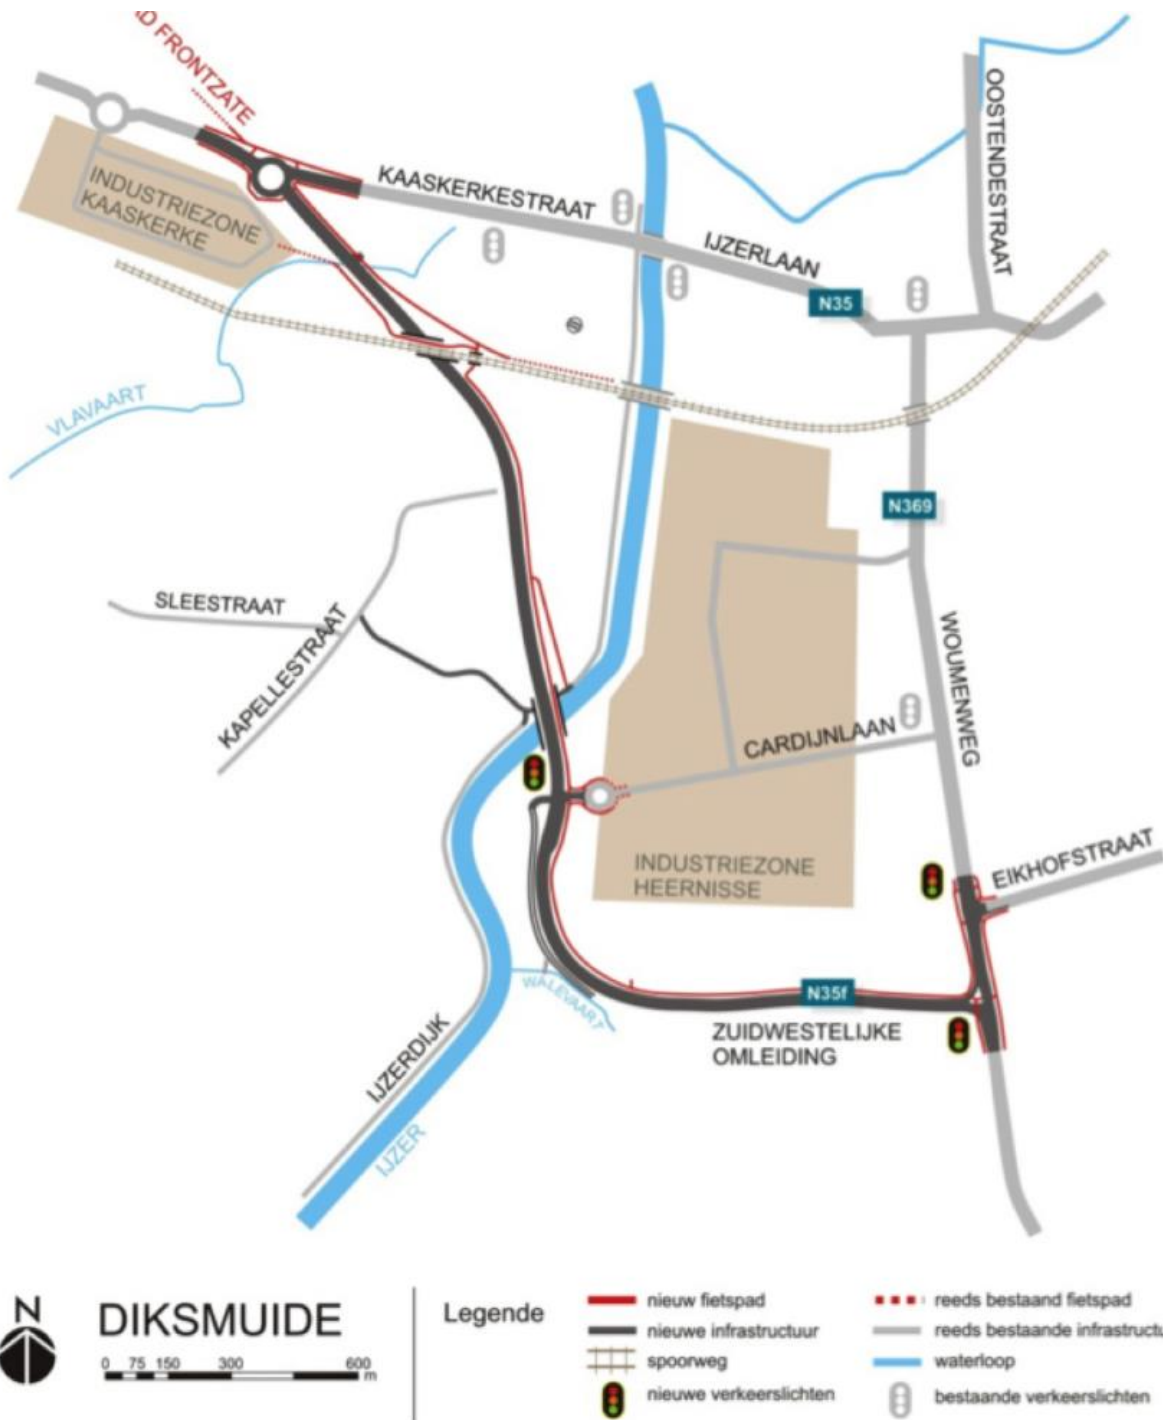 FRONTZATE
KAASKERKESTRAAT
IJZERLAAN
OOSTENDESTRAAT
INDUSTRIEZONE
KAASKERKE
N35
VLAVAART
N369
SLEESTRAAT
KAPELLESTRAAT
WOUMENWEG
CARDIJNLAAN
INDUSTRIEZONE
HEERNISSE
EIKHOFSTRAAT
WALEVAART
N35f
ZUIDWESTELIJKE
OMLEIDING
IJZERDIJK
IJZER
N
DIKSMUIDE
0 75 150 300 600
m
Legende
nieuw fietspad
nieuwe infrastructuur
spoorweg
nieuwe verkeerslichten
reeds bestaand fietspad
reeds bestaande
waterloop
bestaande verkeerslichten